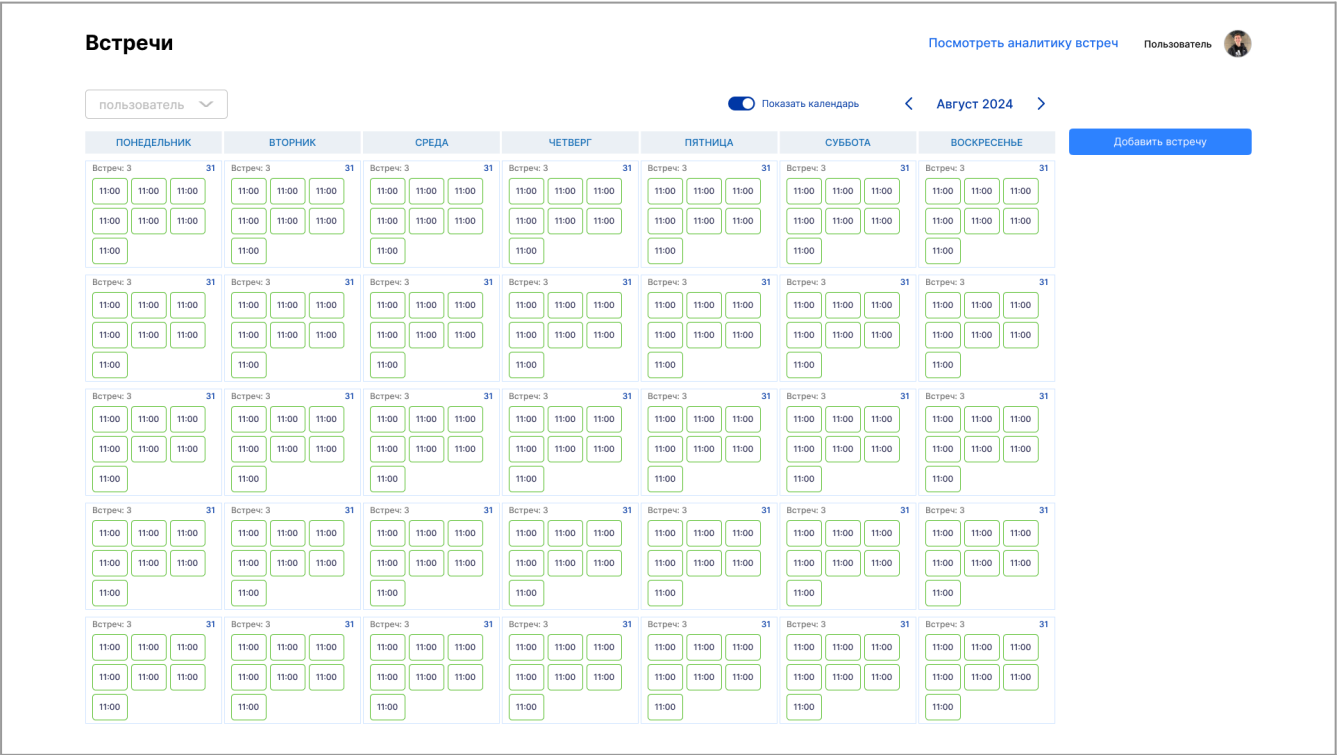 Встречи
Посмотреть аналитику встреч Пользователь
пользователь Показать календарь Август 2024
ПОНЕДЕЛЬНИК ВТОРНИК СРЕДА ЧЕТВЕРГ ПЯТНИЦА СУББОТА ВОСКРЕСЕНЬЕ Добавить встречу
Встреч: 3 31 Встреч: 3 31 Встреч: 3 31 Встреч: 3 31 Встреч: 3 31 Встреч: 3 31 Встреч: 3 31
11:00 11:00 11:00 11:00 11:00 11:00 11:00 11:00 11:00 11:00 11:00 11:00 11:00 11:00 11:00 11:00 11:00 11:00 11:00 11:00 11:00
11:00 11:00 11:00 11:00 11:00 11:00 11:00 11:00 11:00 11:00 11:00 11:00 11:00 11:00 11:00 11:00 11:00 11:00 11:00 11:00 11:00
11:00 11:00 11:00 11:00 11:00 11:00 11:00
Встреч: 3 31 Встреч: 3 31 Встреч: 3 31 Встреч: 3 31 Встреч: 3 31 Встреч: 3 31 Встреч: 3 31
11:00 11:00 11:00 11:00 11:00 11:00 11:00 11:00 11:00 11:00 11:00 11:00 11:00 11:00 11:00 11:00 11:00 11:00 11:00 11:00 11:00
11:00 11:00 11:00 11:00 11:00 11:00 11:00 11:00 11:00 11:00 11:00 11:00 11:00 11:00 11:00 11:00 11:00 11:00 11:00 11:00 11:00
11:00 11:00 11:00 11:00 11:00 11:00 11:00
Встреч: 3 31 Встреч: 3 31 Встреч: 3 31 Встреч: 3 31 Встреч: 3 31 Встреч: 3 31 Встреч: 3 31
11:00 11:00 11:00 11:00 11:00 11:00 11:00 11:00 11:00 11:00 11:00 11:00 11:00 11:00 11:00 11:00 11:00 11:00 11:00 11:00 11:00
11:00 11:00 11:00 11:00 11:00 11:00 11:00 11:00 11:00 11:00 11:00 11:00 11:00 11:00 11:00 11:00 11:00 11:00 11:00 11:00 11:00
11:00 11:00 11:00 11:00 11:00 11:00 11:00
Встреч: 3 31 Встреч: 3 31 Встреч: 3 31 Встреч: 3 31 Встреч: 3 31 Встреч: 3 31 Встреч: 3 31
11:00 11:00 11:00 11:00 11:00 11:00 11:00 11:00 11:00 11:00 11:00 11:00 11:00 11:00 11:00 11:00 11:00 11:00 11:00 11:00 11:00
11:00 11:00 11:00 11:00 11:00 11:00 11:00 11:00 11:00 11:00 11:00 11:00 11:00 11:00 11:00 11:00 11:00 11:00 11:00 11:00 11:00
11:00 11:00 11:00 11:00 11:00 11:00 11:00
Встреч: 3 31 Встреч: 3 31 Встреч: 3 31 Встреч: 3 31 Встреч: 3 31 Встреч: 3 31 Встреч: 3 31
11:00 11:00 11:00 11:00 11:00 11:00 11:00 11:00 11:00 11:00 11:00 11:00 11:00 11:00 11:00 11:00 11:00 11:00 11:00 11:00 11:00
11:00 11:00 11:00 11:00 11:00 11:00 11:00 11:00 11:00 11:00 11:00 11:00 11:00 11:00 11:00 11:00 11:00 11:00 11:00 11:00 11:00
11:00 11:00 11:00 11:00 11:00 11:00 11:00